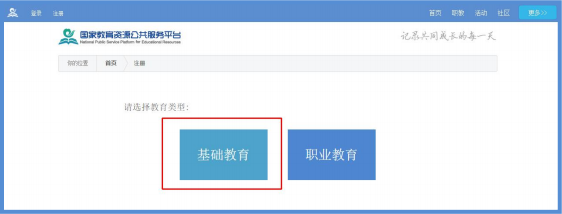 登录 注册 首页 职教 活动 社区 更多>>
国家教育资源公共服务平台
National Public Service Platform for Educational Resources
记录共同成长的每一天
你的位置 首页 注册
请选择教育类型:
基础教育 职业教育